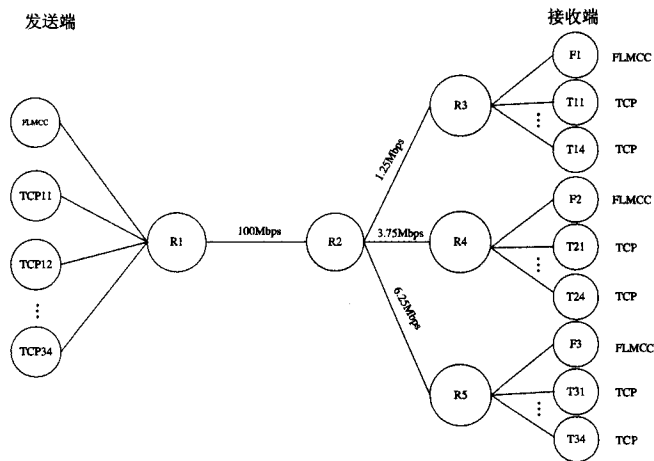 发送端
接收端
FLMCC
TCP11
TCP12
TCP34
R1
100Mbps
R2
1.25Mbps
3.75Mbps
6.25Mbps
R3
R4
R5
F1 FLMCC
T11 TCP
T14 TCP
F2 FLMCC
T21 TCP
T24 TCP
F3 FLMCC
T31 TCP
T34 TCP